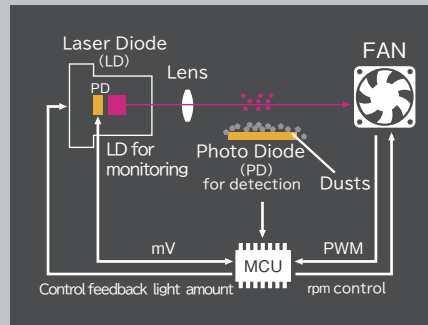 Laser Diode
(LD)
FAN
Lens
PD
LD for
monitoring
Photo Diode
(PD)
for detection
Dusts
mV
PWM
MCU
Control feedback light amount
rpm control